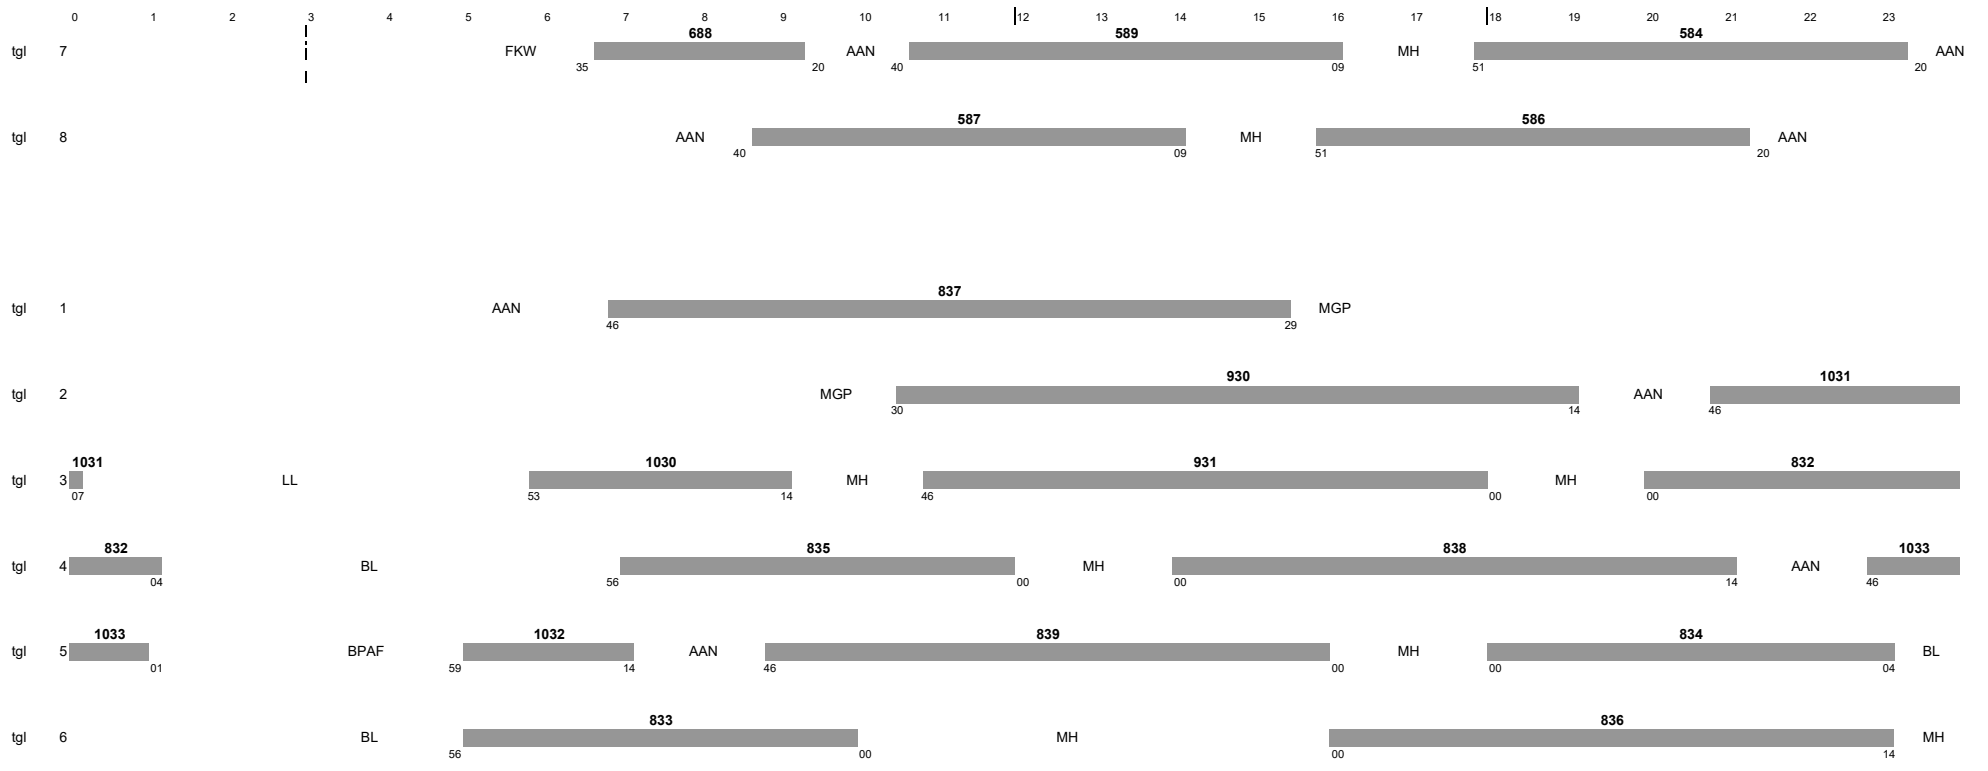 0 1 2 3 4 5 6 7 8 9 10 11 12 13 14 15 16 17 18 19 20 21 22 23
688 589 584
tgl 7 FKW AAN MH AAN
35 20 40 09 51 20
587 586
tgl 8 AAN MH AAN
40 09 51 20
837
tgl 1 AAN MGP
46 29
930 1031
tgl 2 MGP AAN
30 14 46
1031 1030 931 832
tgl 3 LL MH MH
07 53 14 46 00 00
832 835 838 1033
tgl 4 BL MH AAN
04 56 00 00 14 46
1033 1032 839 834
tgl 5 BPAF AAN MH BL
01 59 14 46 00 00 04
833 836
tgl 6 BL MH MH
56 00 00 14